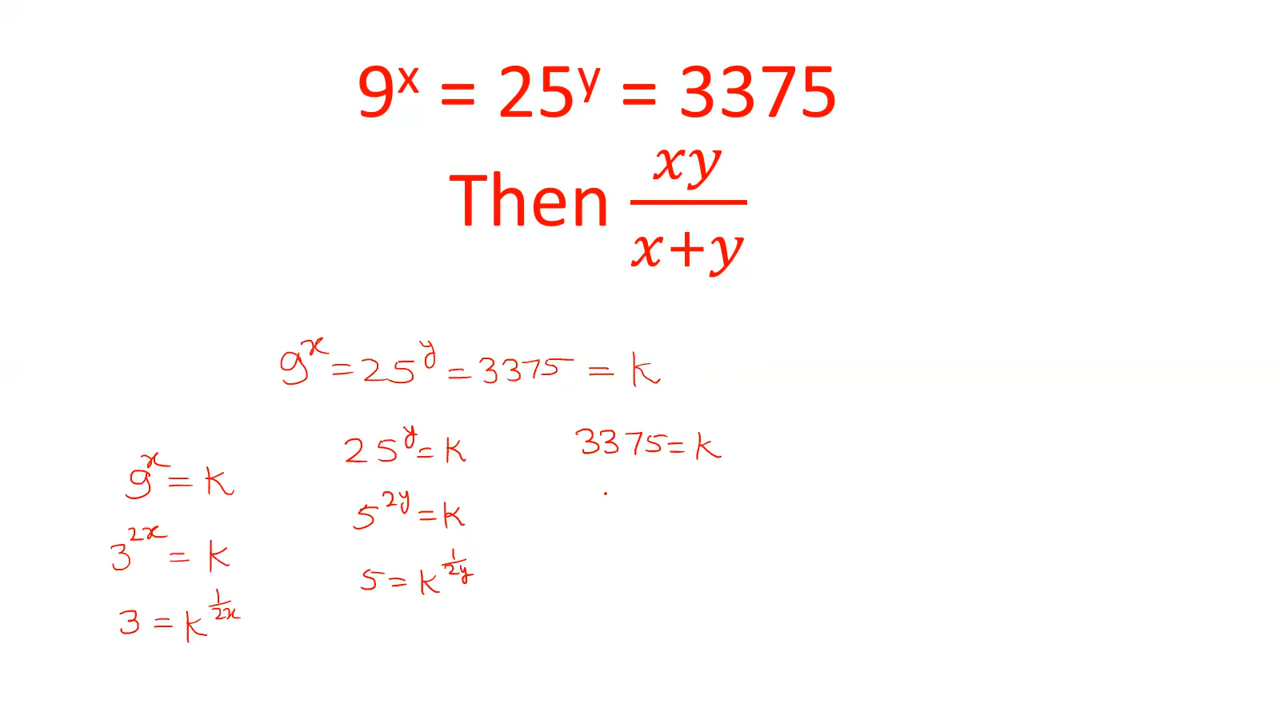 9ˣ = 25ʸ = 3375
Then xy/x+y
9ˣ = 25ʸ = 3375 = k
25ʸ = k
3375 = k
9ˣ = k
5²ʸ = k
3²ˣ = k
5 = k^(1/2y)
3 = k^(1/2x)